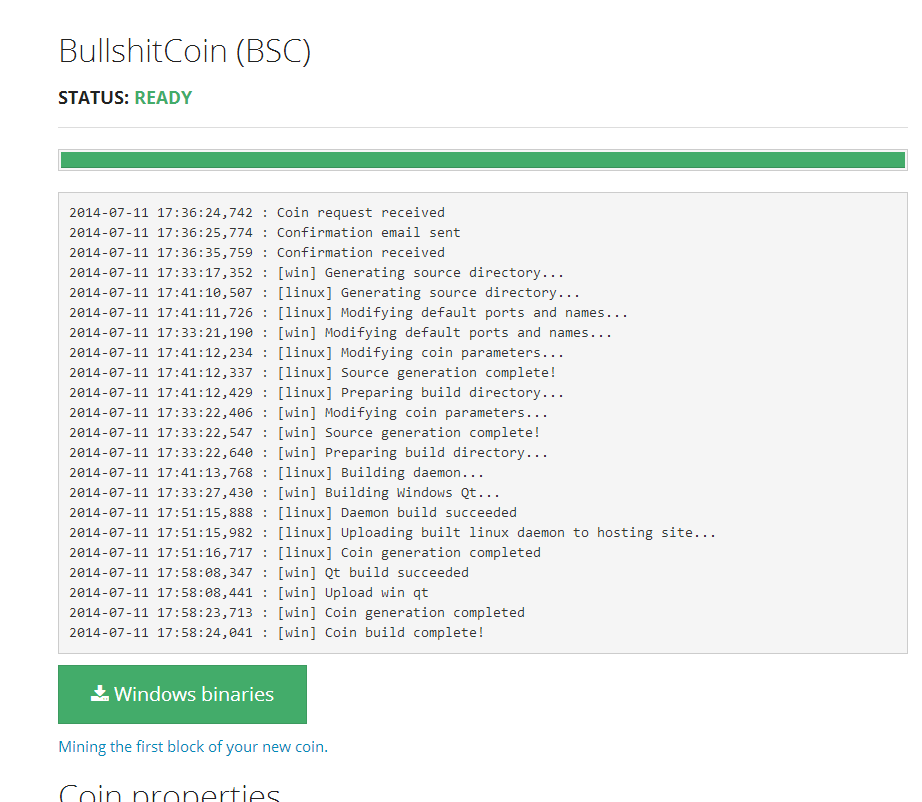 BullshitCoin (BSC)
STATUS: READY
2014-07-11 17:36:24,742 : Coin request received
2014-07-11 17:36:25,774 : Confirmation email sent
2014-07-11 17:36:35,759 : Confirmation received
2014-07-11 17:33:17,352 : [win] Generating source directory...
2014-07-11 17:41:10,507 : [linux] Generating source directory...
2014-07-11 17:41:11,726 : [linux] Modifying default ports and names...
2014-07-11 17:33:21,190 : [win] Modifying default ports and names...
2014-07-11 17:41:12,234 : [linux] Modifying coin parameters...
2014-07-11 17:41:12,337 : [linux] Source generation complete!
2014-07-11 17:41:12,429 : [linux] Preparing build directory...
2014-07-11 17:33:22,406 : [win] Modifying coin parameters...
2014-07-11 17:33:22,547 : [win] Source generation complete!
2014-07-11 17:33:22,640 : [win] Preparing build directory...
2014-07-11 17:41:13,768 : [linux] Building daemon...
2014-07-11 17:33:27,430 : [win] Building Windows Qt...
2014-07-11 17:51:15,888 : [linux] Daemon build succeeded
2014-07-11 17:51:15,982 : [linux] Uploading built linux daemon to hosting site...
2014-07-11 17:51:16,717 : [linux] Coin generation completed
2014-07-11 17:58:08,347 : [win] Qt build succeeded
2014-07-11 17:58:08,441 : [win] Upload win qt
2014-07-11 17:58:23,713 : [win] Coin generation completed
2014-07-11 17:58:24,041 : [win] Coin build complete!
Windows binaries
Mining the first block of your new coin.
Coin properties